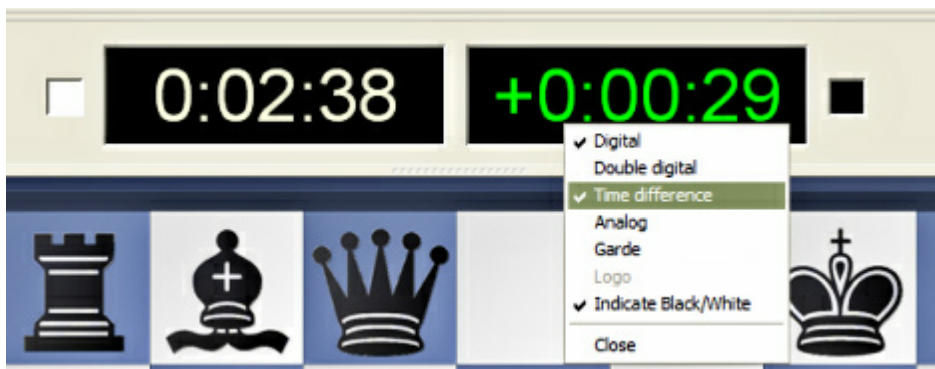 0:02:38
+0:00:29
Digital
Double digital
Time difference
Analog
Garde
Logo
Indicate Black/White
Close